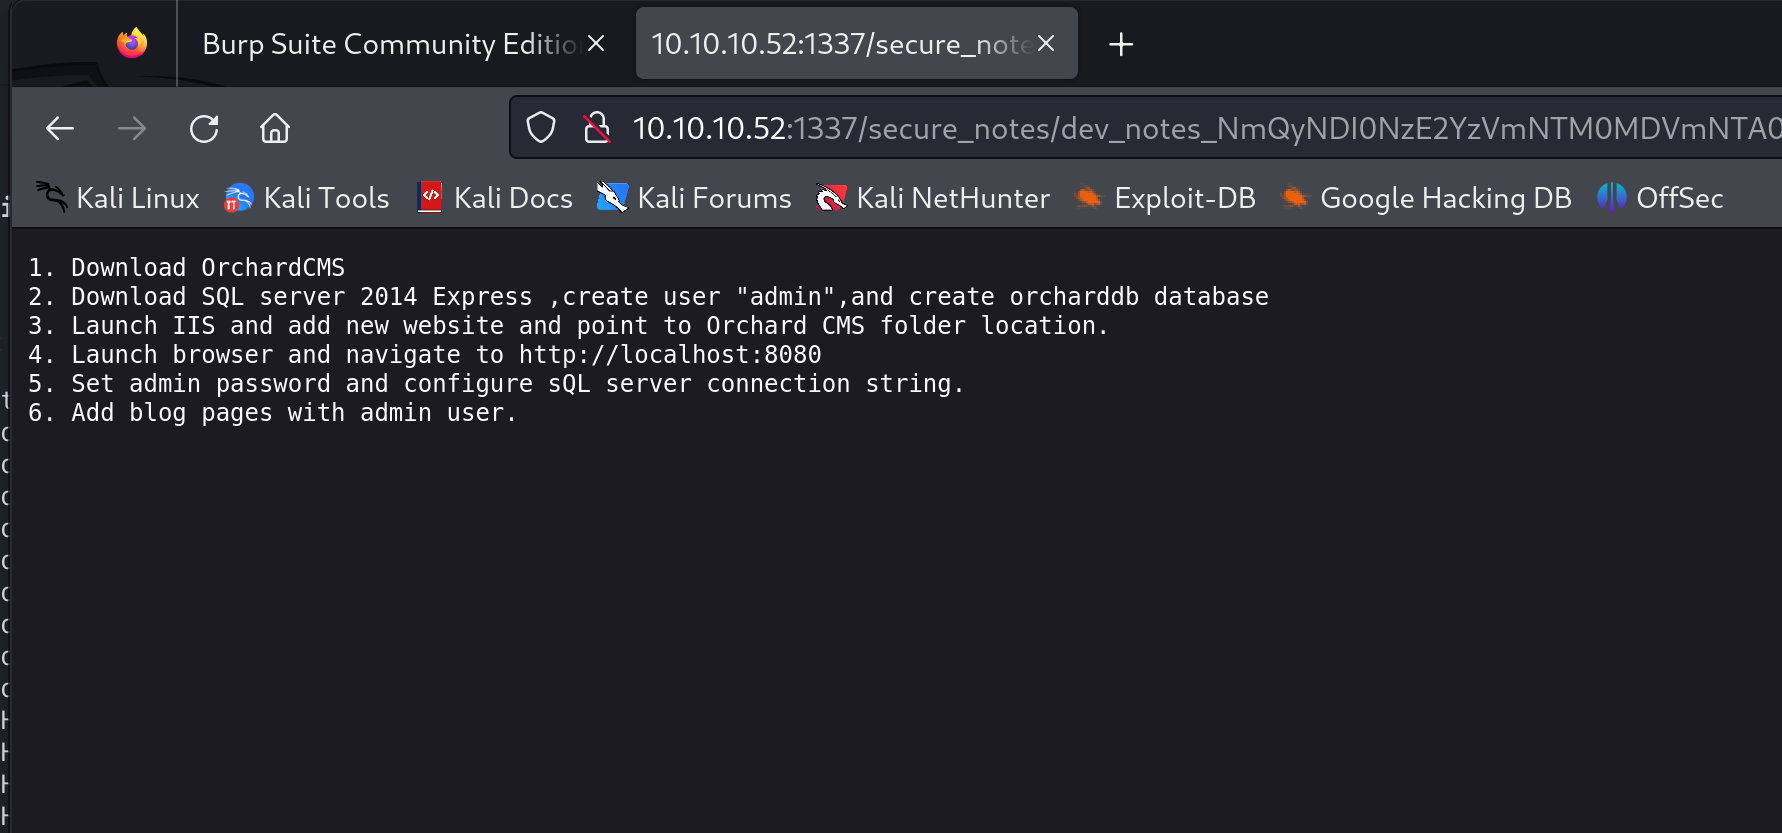 Burp Suite Community Editio
10.10.10.52:1337/secure_note
10.10.10.52:1337/secure_notes/dev_notes_NmQyNDI0NzE2YzVmNTM0MDVmNTA0
Kali Linux Kali Tools Kali Docs Kali Forums Kali NetHunter Exploit-DB Google Hacking DB OffSec
1. Download OrchardCMS
2. Download SQL server 2014 Express ,create user "admin",and create orcharddb database
3. Launch IIS and add new website and point to Orchard CMS folder location.
4. Launch browser and navigate to http://localhost:8080
5. Set admin password and configure sQL server connection string.
6. Add blog pages with admin user.